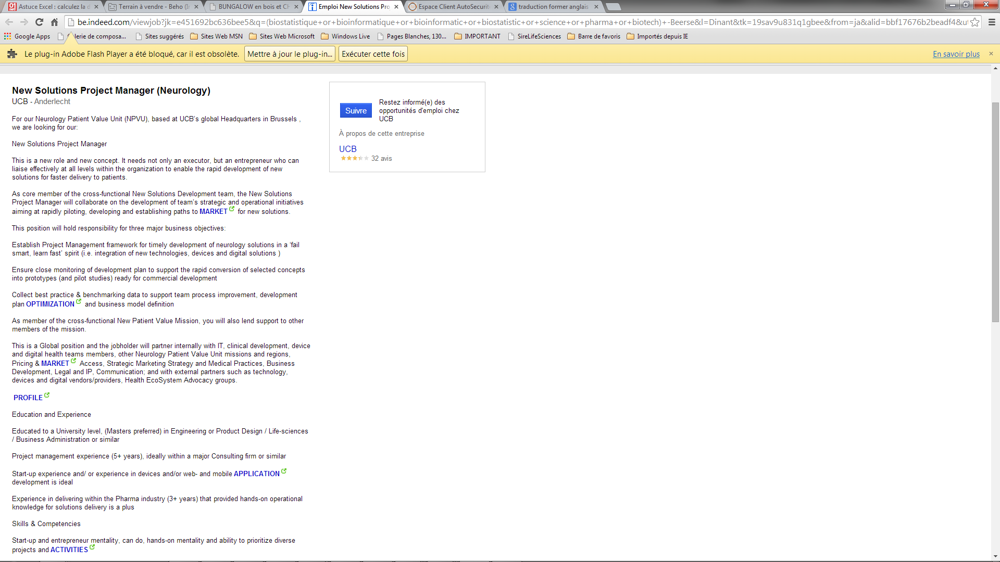 Astuce Excel : calculez la d
Terrain à vendre - Beho (I
BUNGALOW en bois et CH
Emploi New Solutions Pro
Espace Client AutoSecurit
traduction former anglais
be.indeed.com/viewjob?jk=e451692bc636bee5&q=(biostatistique+or+bioinformatique+or+bioinformatic+or+biostatistic+or+science+or+pharma+or+biotech)+-Beerse&l=Dinant&tk=19sav9u831q1gbee&from=ja&alid=bbf17676b2beadf4&ut
Google Apps
lerie de composa...
Sites suggérés
Sites Web MSN
Sites Web Microsoft
Windows Live
Pages Blanches, 130...
IMPORTANT
SireLifeSciences
Barre de favoris
Importés depuis IE
Le plug-in Adobe Flash Player a été bloqué, car il est obsolète.
Mettre à jour le plug-in...
Exécuter cette fois
En savoir plus
New Solutions Project Manager (Neurology)
UCB - Anderlecht
For our Neurology Patient Value Unit (NPVU), based at UCB's global Headquarters in Brussels ,
we are looking for our:
New Solutions Project Manager
This is a new role and new concept. It needs not only an executor, but an entrepreneur who can
liaise effectively at all levels within the organization to enable the rapid development of new
solutions for faster delivery to patients.
As core member of the cross-functional New Solutions Development team, the New Solutions
Project Manager will collaborate on the development of team's strategic and operational initiatives
aiming at rapidly piloting, developing and establishing paths to MARKET for new solutions.
This position will hold responsibility for three major business objectives:
Establish Project Management framework for timely development of neurology solutions in a 'fail
smart, learn fast' spirit (i.e. integration of new technologies, devices and digital solutions )
Ensure close monitoring of development plan to support the rapid conversion of selected concepts
into prototypes (and pilot studies) ready for commercial development
Collect best practice & benchmarking data to support team process improvement, development
plan OPTIMIZATION and business model definition
As member of the cross-functional New Patient Value Mission, you will also lend support to other
members of the mission.
This is a Global position and the jobholder will partner internally with IT, clinical development, device
and digital health teams members, other Neurology Patient Value Unit missions and regions,
Pricing & MARKET Access, Strategic Marketing Strategy and Medical Practices, Business
Development, Legal and IP, Communication; and with external partners such as technology,
devices and digital vendors/providers, Health EcoSystem Advocacy groups.
PROFILE
Education and Experience
Educated to a University level, (Masters preferred) in Engineering or Product Design / Life-sciences
/ Business Administration or similar
Project management experience (5+ years), ideally within a major Consulting firm or similar
Start-up experience and/ or experience in devices and/or web- and mobile APPLICATION
development is ideal
Experience in delivering within the Pharma industry (3+ years) that provided hands-on operational
knowledge for solutions delivery is a plus
Skills & Competencies
Start-up and entrepreneur mentality, can do, hands-on mentality and ability to prioritize diverse
projects and ACTIVITIES
Suivre
Restez informé(e) des
opportunités d'emploi chez
UCB
À propos de cette entreprise
UCB
32 avis